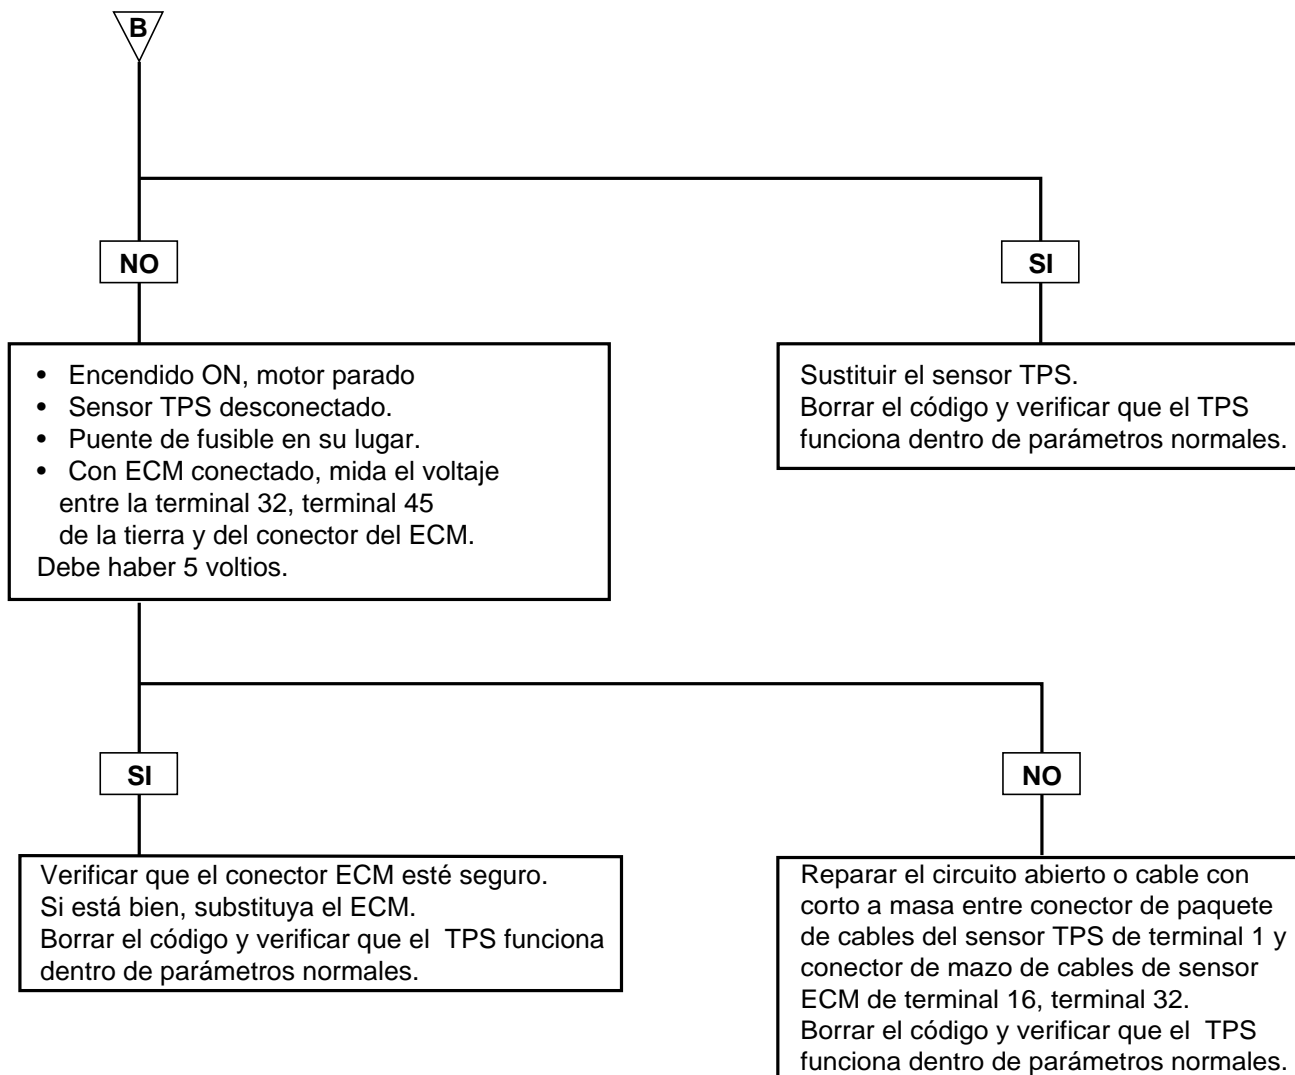 B
NO
SI
• Encendido ON, motor parado
• Sensor TPS desconectado.
• Puente de fusible en su lugar.
• Con ECM conectado, mida el voltaje
entre la terminal 32, terminal 45
de la tierra y del conector del ECM.
Debe haber 5 voltios.
Sustituir el sensor TPS.
Borrar el código y verificar que el TPS
funciona dentro de parámetros normales.
SI
NO
Verificar que el conector ECM esté seguro.
Si está bien, substituya el ECM.
Borrar el código y verificar que el TPS funciona
dentro de parámetros normales.
Reparar el circuito abierto o cable con
corto a masa entre conector de paquete
de cables del sensor TPS de terminal 1 y
conector de mazo de cables de sensor
ECM de terminal 16, terminal 32.
Borrar el código y verificar que el TPS
funciona dentro de parámetros normales.